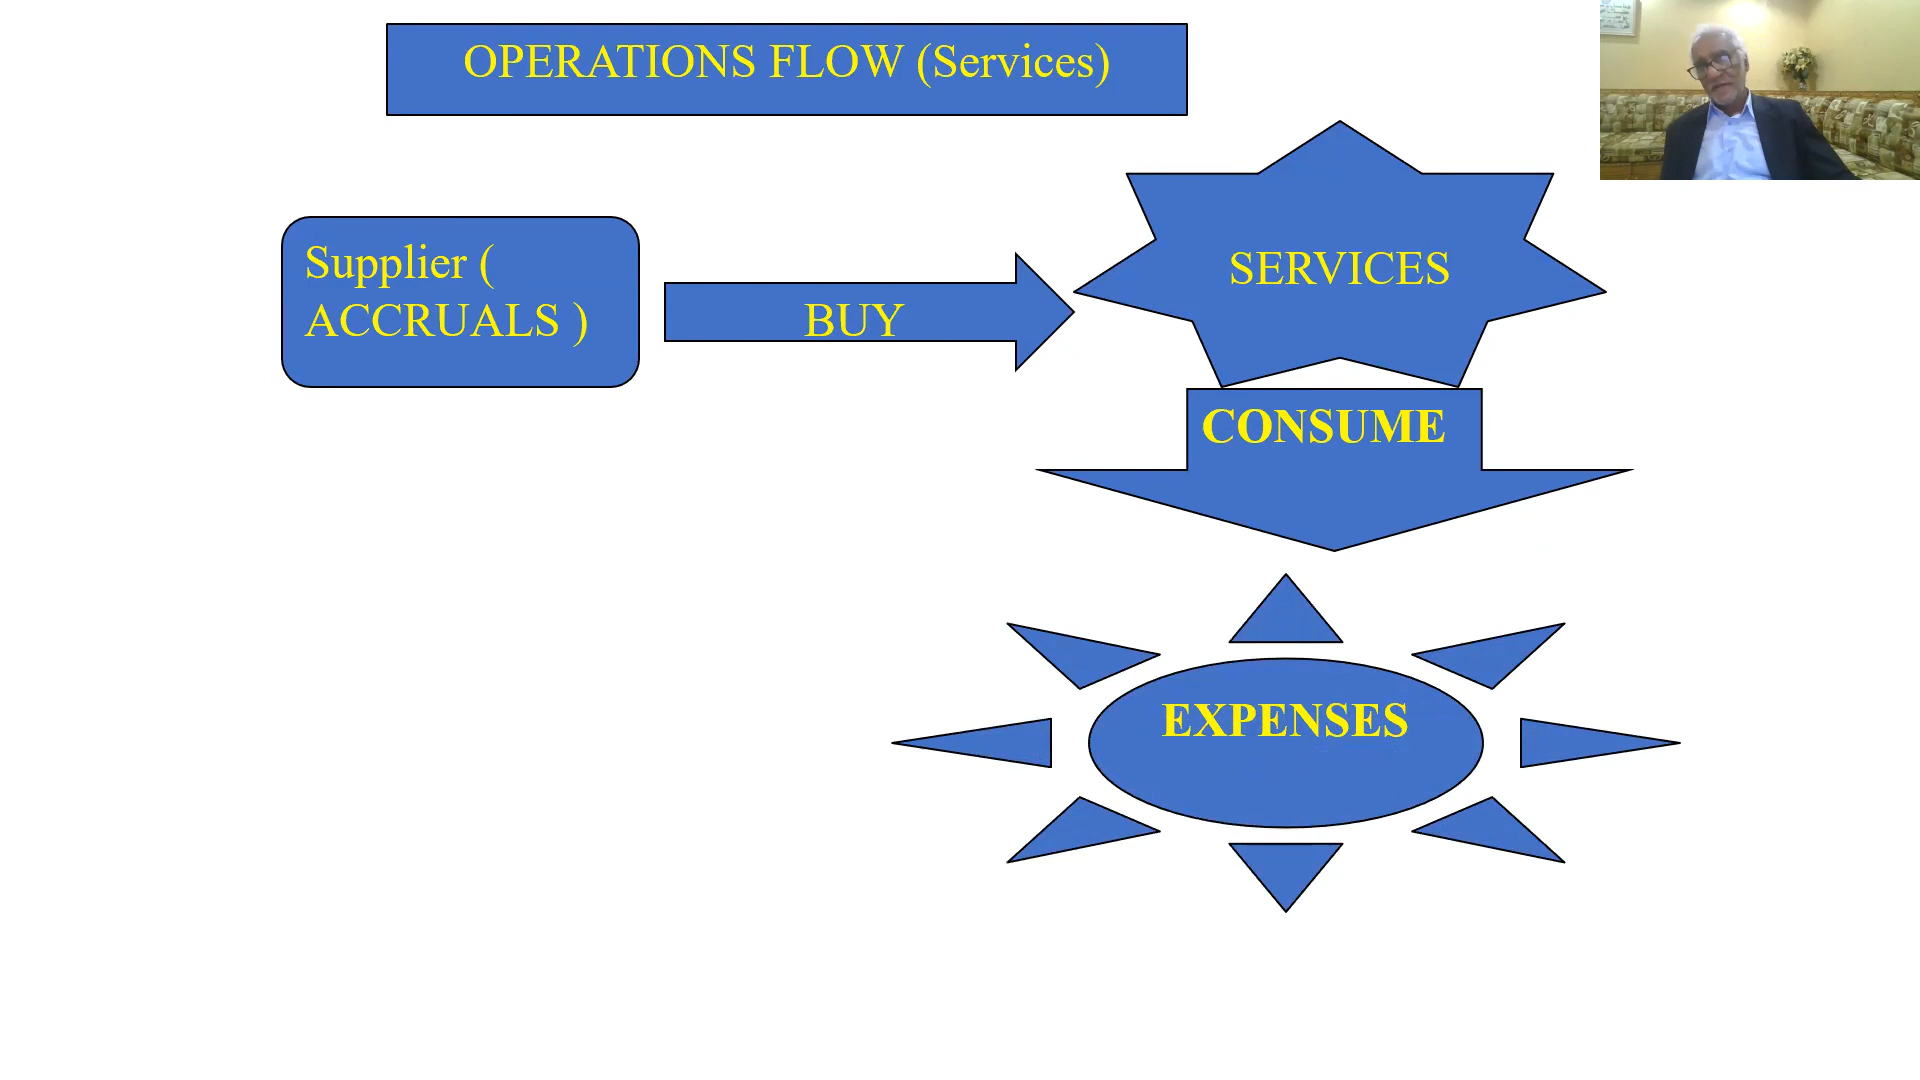 OPERATIONS FLOW (Services)
Supplier (
ACCRUALS )
BUY
SERVICES
CONSUME
EXPENSES